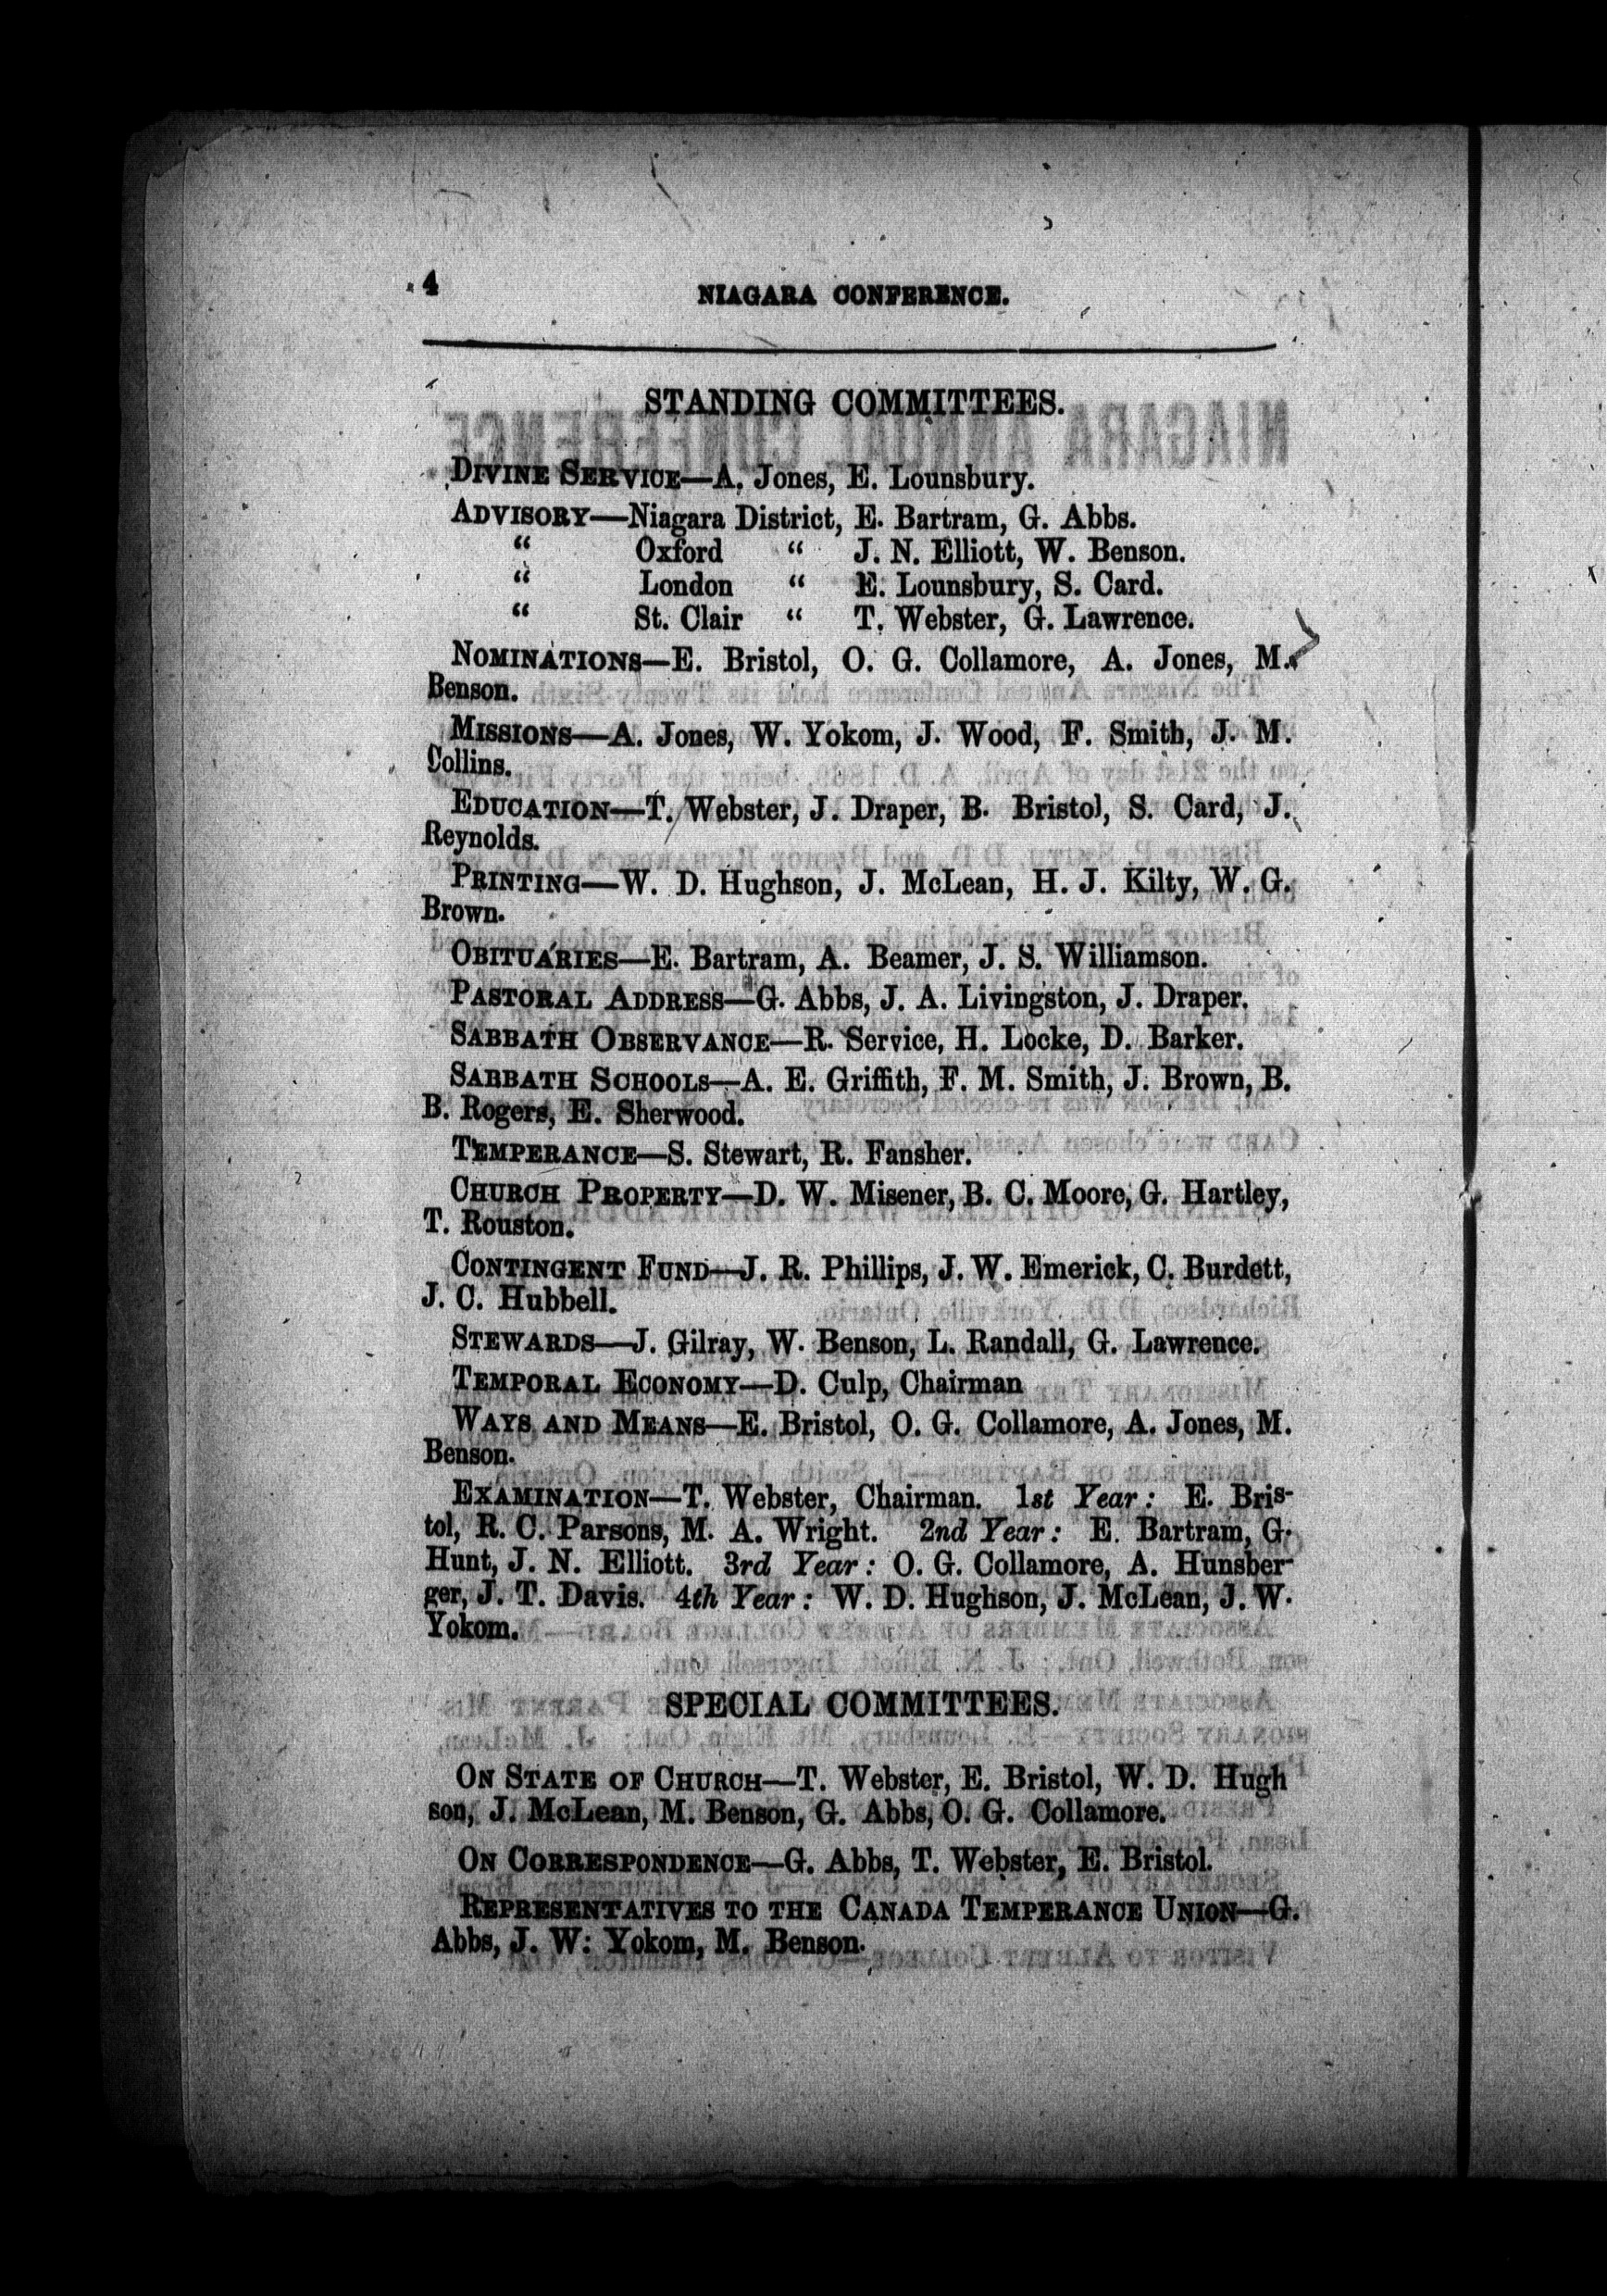 4
NIAGARA CONFERENCE.
STANDING COMMITTEES.
DIVINE SERVICE—A. Jones, E. Lounsbury.
ADVISORY—Niagara District, E. Bartram, G. Abbs.
“ Oxford “ J. N. Elliott, W. Benson.
“ London “ E. Lounsbury, S. Card.
“ St. Clair “ T. Webster, G. Lawrence.
NOMINATIONS—E. Bristol, O. G. Collamore, A. Jones, M.
Benson.
MISSIONS—A. Jones, W. Yokom, J. Wood, F. Smith, J. M.
Collins.
EDUCATION—T. Webster, J. Draper, B. Bristol, S. Card, J.
Reynolds.
PRINTING—W. D. Hughson, J. McLean, H. J. Kilty, W. G.
Brown.
OBITUARIES—E. Bartram, A. Beamer, J. S. Williamson.
PASTORAL ADDRESS—G. Abbs, J. A. Livingston, J. Draper.
SABBATH OBSERVANCE—R. Service, H. Locke, D. Barker.
SABBATH SCHOOLS—A. E. Griffith, F. M. Smith, J. Brown, B.
B. Rogers, E. Sherwood.
TEMPERANCE—S. Stewart, R. Fansher.
CHURCH PROPERTY—D. W. Misener, B. C. Moore, G. Hartley,
T. Rouston.
CONTINGENT FUND—J. R. Phillips, J. W. Emerick, C. Burdett,
J. C. Hubbell.
STEWARDS—J. Gilray, W. Benson, L. Randall, G. Lawrence.
TEMPORAL ECONOMY—D. Culp, Chairman
WAYS AND MEANS—E. Bristol, O. G. Collamore, A. Jones, M.
Benson.
EXAMINATION—T. Webster, Chairman. 1st Year: E. Bris-
tol, R. C. Parsons, M. A. Wright. 2nd Year: E. Bartram, G.
Hunt, J. N. Elliott. 3rd Year: O. G. Collamore, A. Hunsber-
ger, J. T. Davis. 4th Year: W. D. Hughson, J. McLean, J. W.
Yokom.
SPECIAL COMMITTEES.
ON STATE OF CHURCH—T. Webster, E. Bristol, W. D. Hugh
son, J. McLean, M. Benson, G. Abbs, O. G. Collamore.
ON CORRESPONDENCE—G. Abbs, T. Webster, E. Bristol.
REPRESENTATIVES TO THE CANADA TEMPERANCE UNION—G.
Abbs, J. W: Yokom, M. Benson.